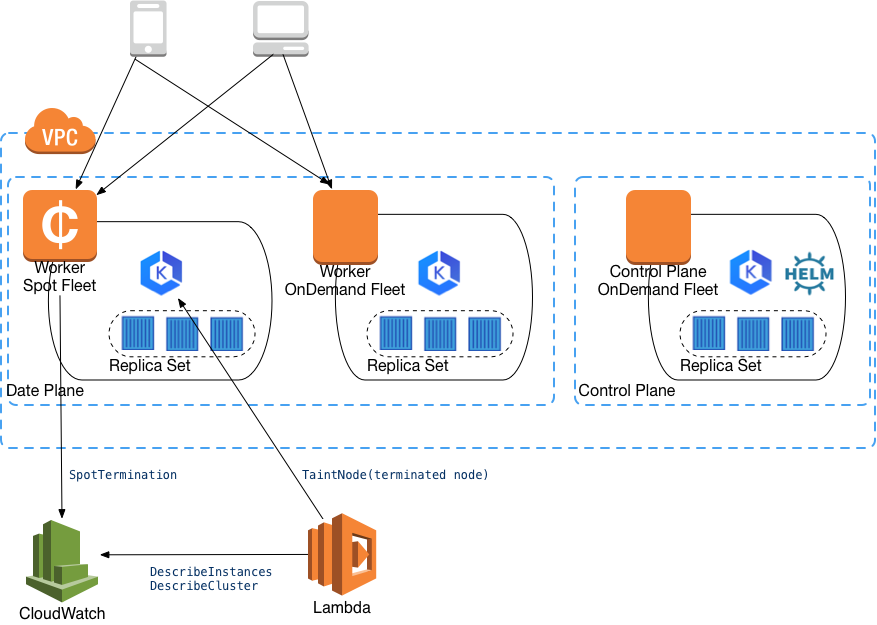 VPC
¢
Worker
Spot Fleet
K
Replica Set
Date Plane
Worker
OnDemand Fleet
K
Replica Set
Control Plane
OnDemand Fleet
K
HELM
Replica Set
Control Plane
SpotTermination
TaintNode(terminated node)
DescribeInstances
DescribeCluster
CloudWatch
Lambda